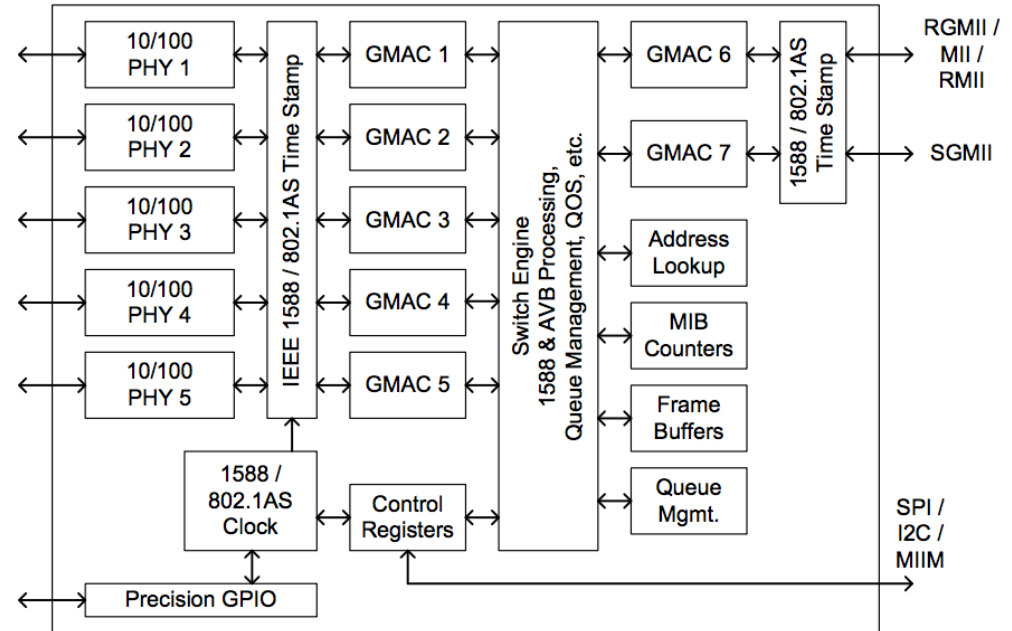 10/100
PHY 1
10/100
PHY 2
10/100
PHY 3
10/100
PHY 4
10/100
PHY 5
IEEE 1588 / 802.1AS Time Stamp
GMAC 1
GMAC 2
GMAC 3
GMAC 4
GMAC 5
Switch Engine
1588 & AVB Processing,
Queue Management, QOS, etc.
GMAC 6
GMAC 7
1588 / 802.1AS
Time Stamp
RGMII /
MII /
RMII
SGMII
Address
Lookup
MIB
Counters
Frame
Buffers
Queue
Mgmt.
1588 /
802.1AS
Clock
Control
Registers
SPI /
I2C /
MIIM
Precision GPIO